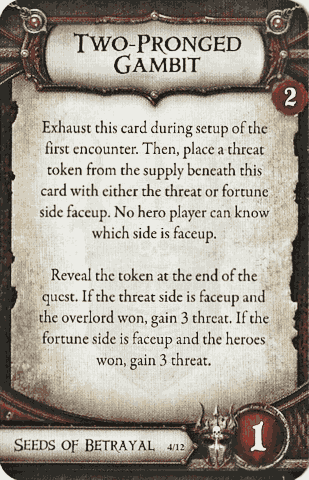 Two-Pronged
Gambit
2
Exhaust this card during setup of the
first encounter. Then, place a threat
token from the supply beneath this
card with either the threat or fortune
side faceup. No hero player can know
which side is faceup.
Reveal the token at the end of the
quest. If the threat side is faceup and
the overlord won, gain 3 threat. If the
fortune side is faceup and the heroes
won, gain 3 threat.
Seeds of Betrayal 4/12
1